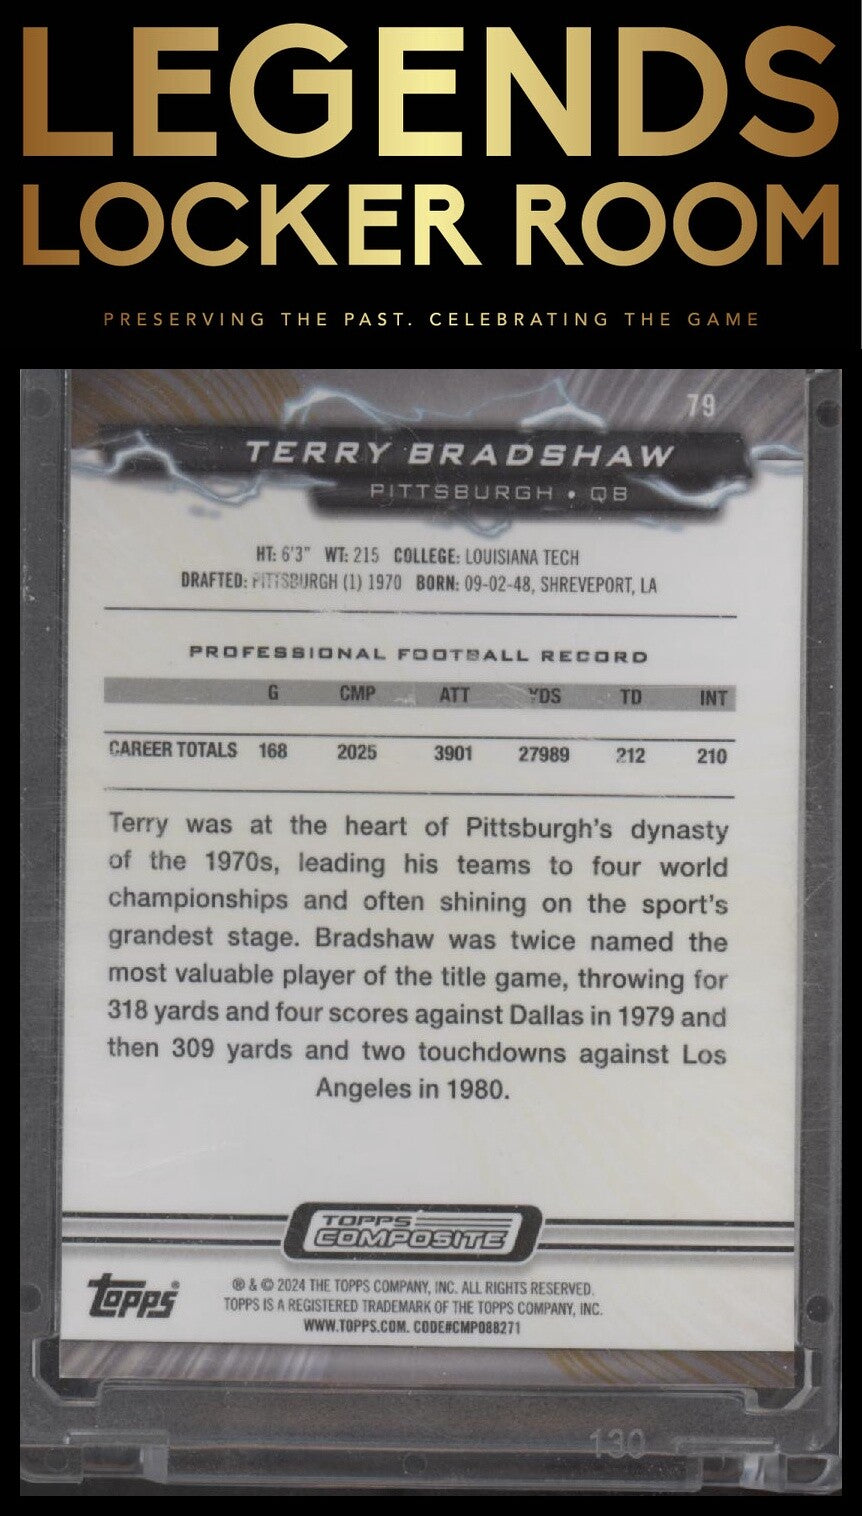 LEGENDS
LOCKER ROOM
PRESERVING THE PAST. CELEBRATING THE GAME
79
TERRY BRADSHAW
PITTSBURGH • QB
HT: 6'3" WT: 215 COLLEGE: LOUISIANA TECH
DRAFTED: PITTSBURGH (1) 1970 BORN: 09-02-48, SHREVEPORT, LA
PROFESSIONAL FOOTBALL RECORD
G CMP ATT YDS TD INT
CAREER TOTALS 168 2025 3901 27989 212 210
Terry was at the heart of Pittsburgh's dynasty
of the 1970s, leading his teams to four world
championships and often shining on the sport's
grandest stage. Bradshaw was twice named the
most valuable player of the title game, throwing for
318 yards and four scores against Dallas in 1979 and
then 309 yards and two touchdowns against Los
Angeles in 1980.
TOPPS
COMPOSITE
Topps®
® & © 2024 THE TOPPS COMPANY, INC. ALL RIGHTS RESERVED.
TOPPS IS A REGISTERED TRADEMARK OF THE TOPPS COMPANY, INC.
WWW.TOPPS.COM. CODE#CMP088271
130